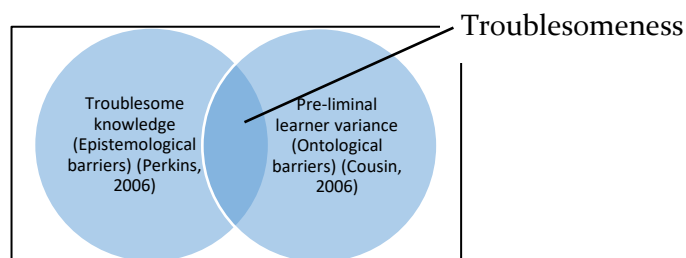 Troublesomeness
Troublesome
knowledge
(Epistemological
barriers) (Perkins,
2006)
Pre-liminal
learner variance
(Ontological
barriers) (Cousin,
2006)